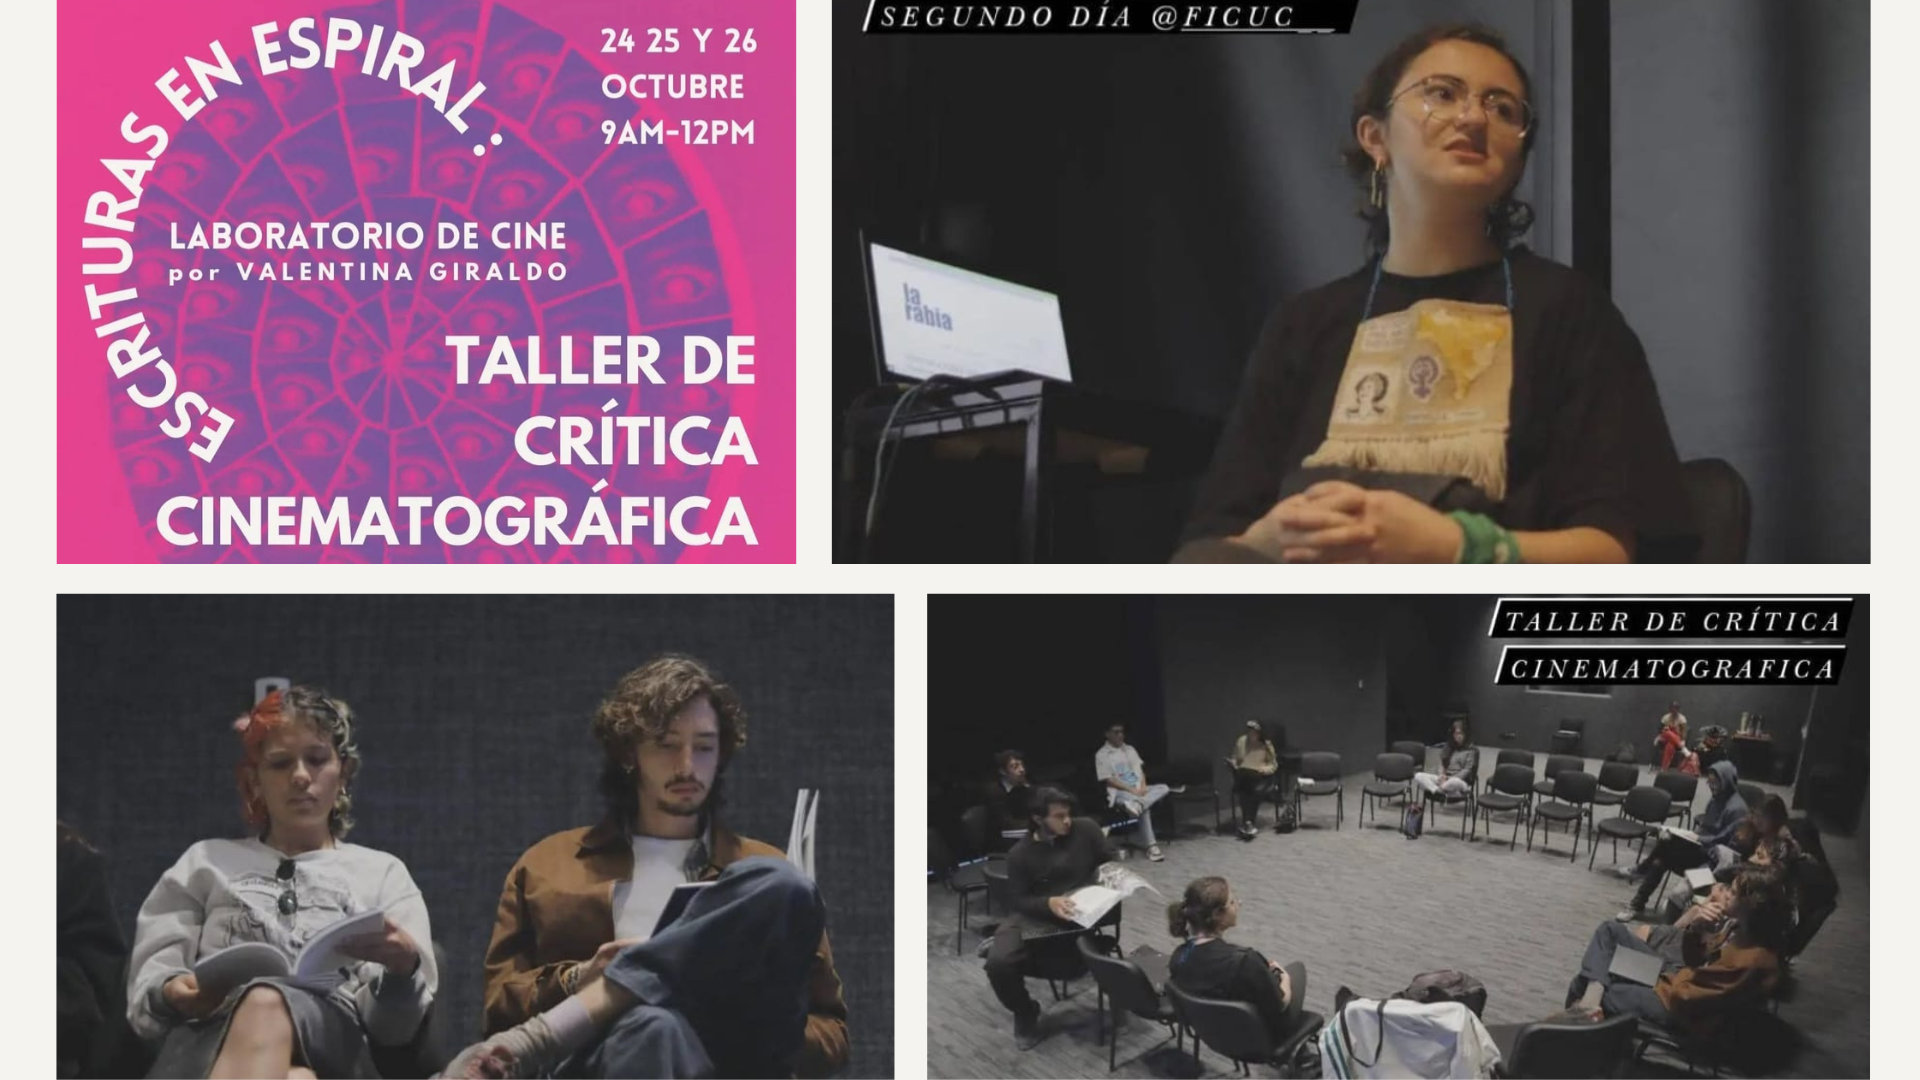 ESCRITURAS EN ESPIRAL :
24 25 Y 26
OCTUBRE
9AM-12PM
LABORATORIO DE CINE
por VALENTINA GIRALDO
TALLER DE
CRÍTICA
CINEMATOGRÁFICA
SEGUNDO DÍA @FICUC__
la
rabia
TALLER DE CRÍTICA
CINEMATOGRAFICA